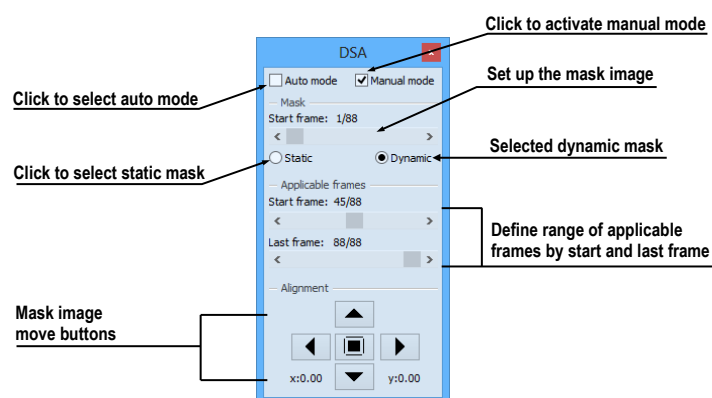 Click to activate manual mode
DSA
Auto mode
Manual mode
Set up the mask image
Click to select auto mode
Mask
Start frame: 1/88
Static
Dynamic
Selected dynamic mask
Click to select static mask
Applicable frames
Start frame: 45/88
Define range of applicable
frames by start and last frame
Last frame: 88/88
Alignment
Mask image
move buttons
x:0.00
y:0.00